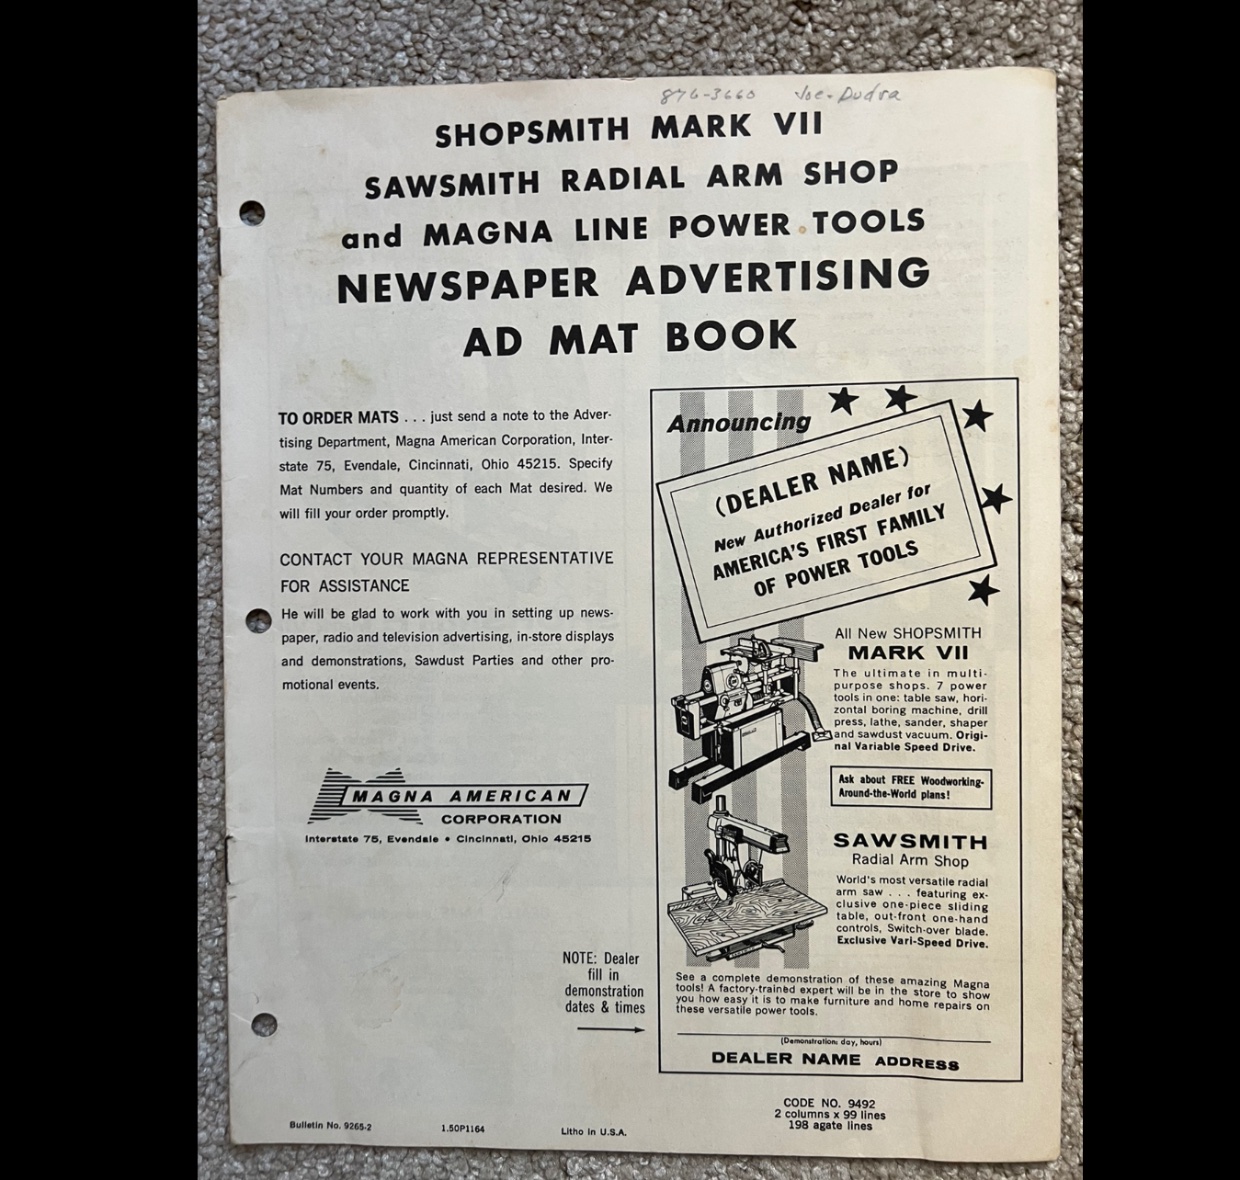 876-3660 Joe Dudra
SHOPSMITH MARK VII
SAWSMITH RADIAL ARM SHOP
and MAGNA LINE POWER TOOLS
NEWSPAPER ADVERTISING
AD MAT BOOK
TO ORDER MATS . . . just send a note to the Adver-
tising Department, Magna American Corporation, Inter-
state 75, Evendale, Cincinnati, Ohio 45215. Specify
Mat Numbers and quantity of each Mat desired. We
will fill your order promptly.
CONTACT YOUR MAGNA REPRESENTATIVE
FOR ASSISTANCE
He will be glad to work with you in setting up news-
paper, radio and television advertising, in-store displays
and demonstrations, Sawdust Parties and other pro-
motional events.
MAGNA AMERICAN
CORPORATION
Interstate 75, Evendale • Cincinnati, Ohio 45215
NOTE: Dealer
fill in
demonstration
dates & times
Announcing
(DEALER NAME)
New Authorized Dealer for
AMERICA'S FIRST FAMILY
OF POWER TOOLS
All New SHOPSMITH
MARK VII
The ultimate in multi-
purpose shops. 7 power
tools in one: table saw, hori-
zontal boring machine, drill
press, lathe, sander, shaper
and sawdust vacuum. Origi-
nal Variable Speed Drive.
Ask about FREE Woodworking-
Around-the-World plans!
SAWSMITH
Radial Arm Shop
World's most versatile radial
arm saw . . . featuring ex-
clusive one-piece sliding
table, out-front one-hand
controls, Switch-over blade.
Exclusive Vari-Speed Drive.
See a complete demonstration of these amazing Magna
tools! A factory-trained expert will be in the store to show
you how easy it is to make furniture and home repairs on
these versatile power tools.
(Demonstration: day, hours)
DEALER NAME ADDRESS
CODE NO. 9492
2 columns x 99 lines
198 agate lines
Bulletin No. 9265-2 1.50P1164 Litho in U.S.A.